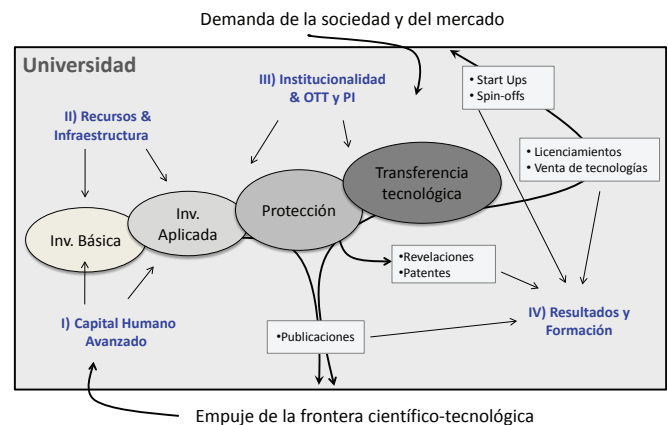 Demanda de la sociedad y del mercado
Universidad
III) Institucionalidad
& OTT y PI
•Start Ups
•Spin-offs
II) Recursos &
Infraestructura
•Licenciamientos
•Venta de tecnologías
Transferencia
tecnológica
Protección
Inv.
Aplicada
Inv. Básica
•Revelaciones
•Patentes
I) Capital Humano
Avanzado
•Publicaciones
IV) Resultados y
Formación
Empuje de la frontera científico-tecnológica